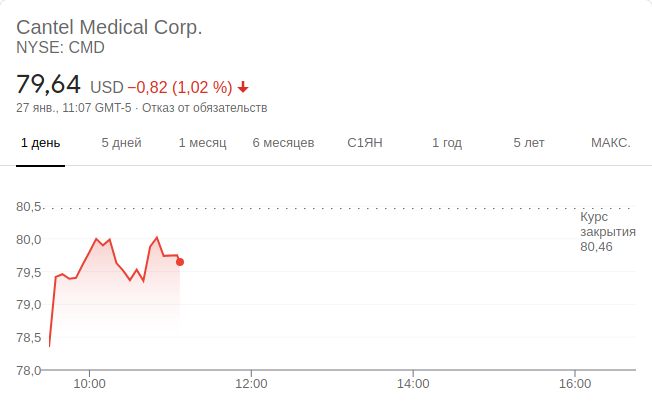 Cantel Medical Corp.
NYSE: CMD
79,64 USD −0,82 (1,02 %)
27 янв., 11:07 GMT-5 · Отказ от обязательств
1 день 5 дней 1 месяц 6 месяцев С1ЯН 1 год 5 лет МАКС.
80,5
Курс
закрытия
80,46
80,0
79,5
79,0
78,5
78,0
10:00 12:00 14:00 16:00